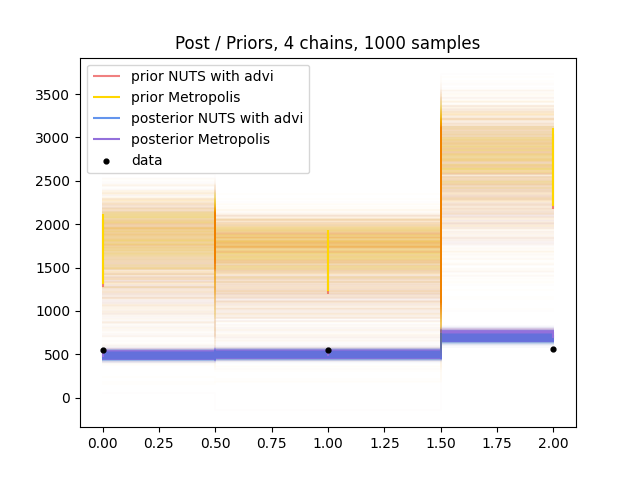 Post / Priors, 4 chains, 1000 samples
prior NUTS with advi
prior Metropolis
posterior NUTS with advi
posterior Metropolis
data
3500
3000
2500
2000
1500
1000
500
0
0.00 0.25 0.50 0.75 1.00 1.25 1.50 1.75 2.00